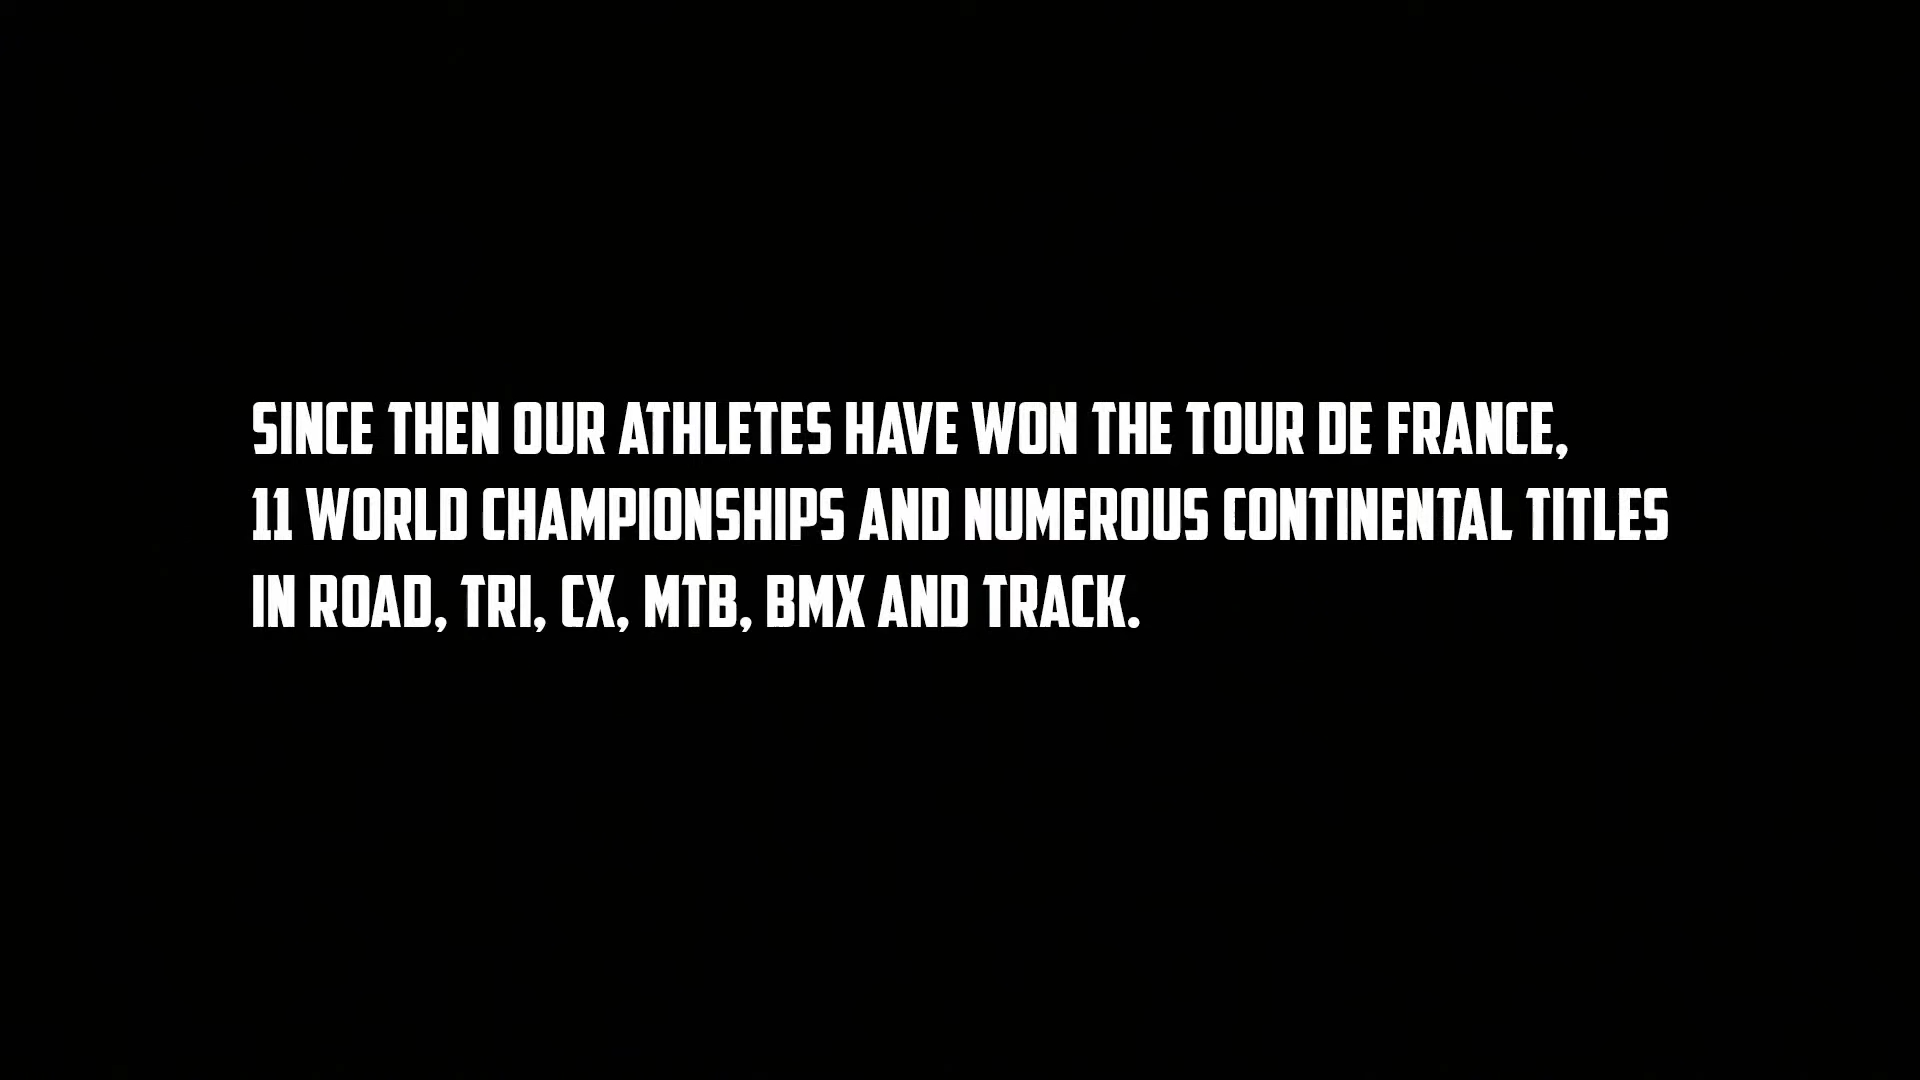 SINCE THEN OUR ATHLETES HAVE WON THE TOUR DE FRANCE,
11 WORLD CHAMPIONSHIPS AND NUMEROUS CONTINENTAL TITLES
IN ROAD, TRI, CX, MTB, BMX AND TRACK.